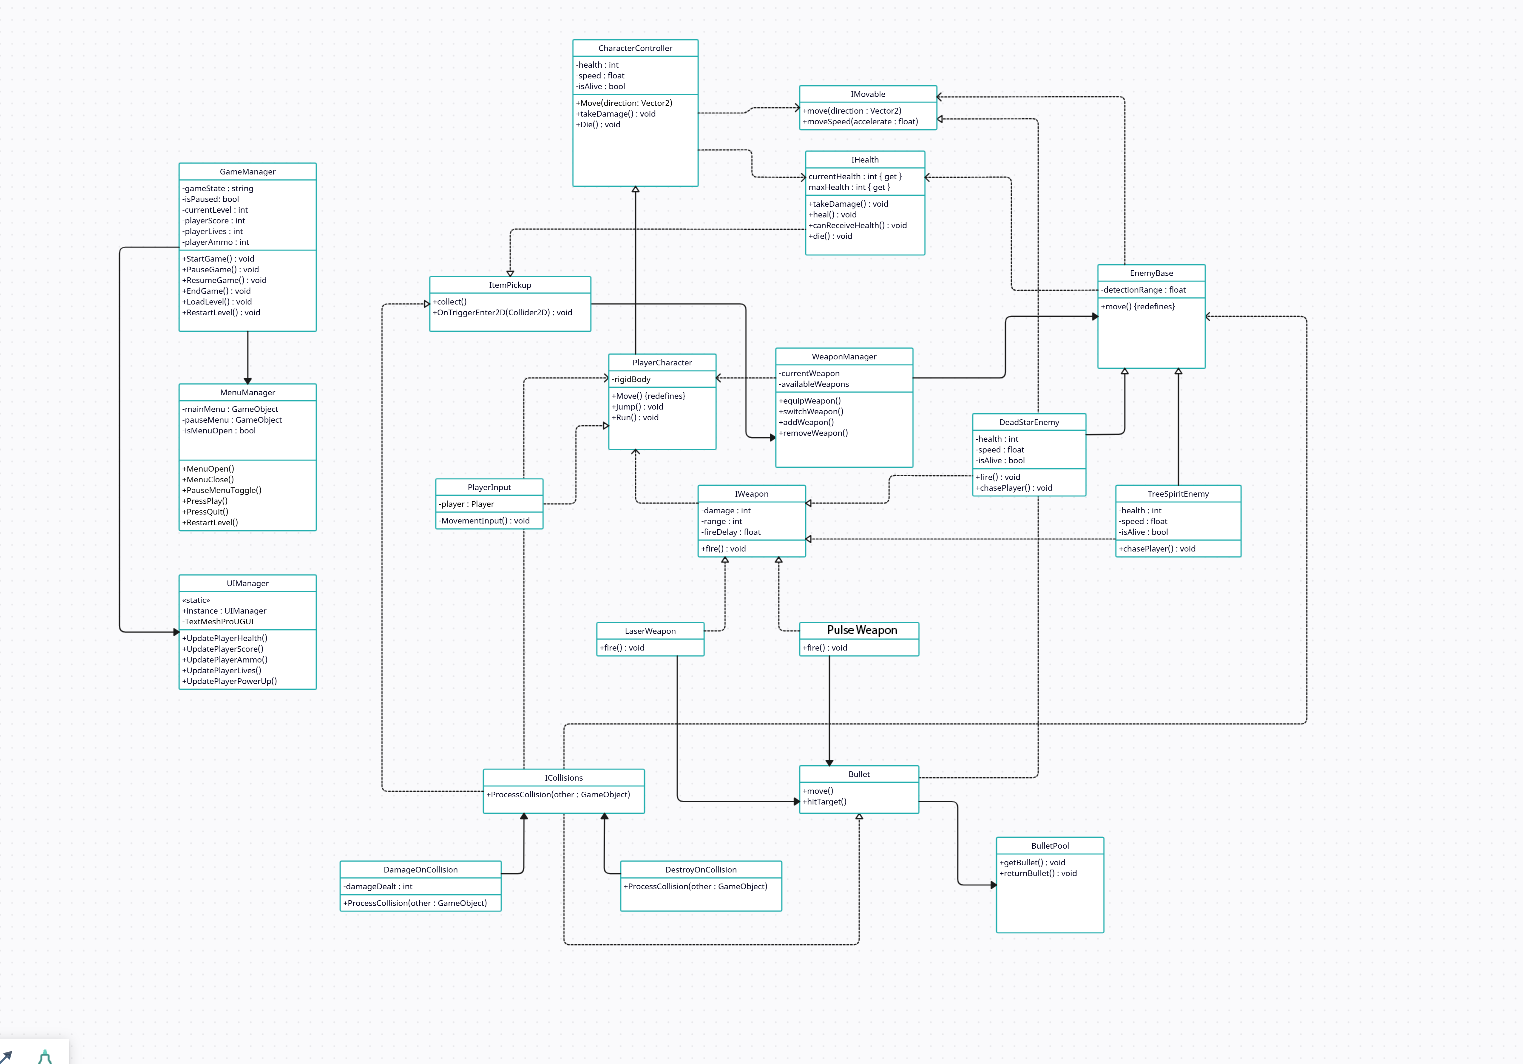 CharacterController
-health : int
speed : float
-isAlive : bool
+Move(direction: Vector2)
+takeDamage() : void
+Die() : void
IMovable
+move(direction : Vector2)
+moveSpeed(accelerate : float)
IHealth
currentHealth : int { get }
maxHealth : int { get }
+takeDamage() : void
+heal() : void
+canReceiveHealth() : void
+die() : void
GameManager
-gameState : string
-isPaused: bool
-currentLevel : int
playerScore : int
-playerLives : int
-playerAmmo : int
+StartGame() : void
+PauseGame() : void
+ResumeGame() : void
+EndGame() : void
+LoadLevel() : void
+RestartLevel() : void
ItemPickup
+collect()
+OnTriggerEnter2D(Collider2D) : void
EnemyBase
-detectionRange : float
+move() {redefines}
PlayerCharacter
-rigidBody
+Move() {redefines}
+Jump() : void
+Run() : void
WeaponManager
-currentWeapon
-availableWeapons
+equipWeapon()
+switchWeapon()
+addWeapon()
+removeWeapon()
MenuManager
-mainMenu : GameObject
-pauseMenu : GameObject
isMenuOpen : bool
+MenuOpen()
+MenuClose()
+PauseMenuToggle()
+PressPlay()
+PressQuit()
+RestartLevel()
DeadStarEnemy
-health : int
-speed : float
-isAlive : bool
+fire() : void
+chasePlayer() : void
PlayerInput
-player : Player
MovementInput() : void
IWeapon
damage : int
-range : int
-fireDelay : float
+fire() : void
TreeSpiritEnemy
health : int
-speed : float
-isAlive : bool
+chasePlayer() : void
UIManager
«static»
+Instance : UIManager
TextMeshProUGUI
+UpdatePlayerHealth()
+UpdatePlayerScore()
+UpdatePlayerAmmo()
+UpdatePlayerLives()
+UpdatePlayerPowerUp()
LaserWeapon
+fire() : void
Pulse Weapon
+fire() : void
ICollisions
+ProcessCollision(other : GameObject)
Bullet
+move()
+hitTarget()
BulletPool
+getBullet() : void
+returnBullet() : void
DamageOnCollision
-damageDealt : int
+ProcessCollision(other : GameObject)
DestroyOnCollision
+ProcessCollision(other : GameObject)